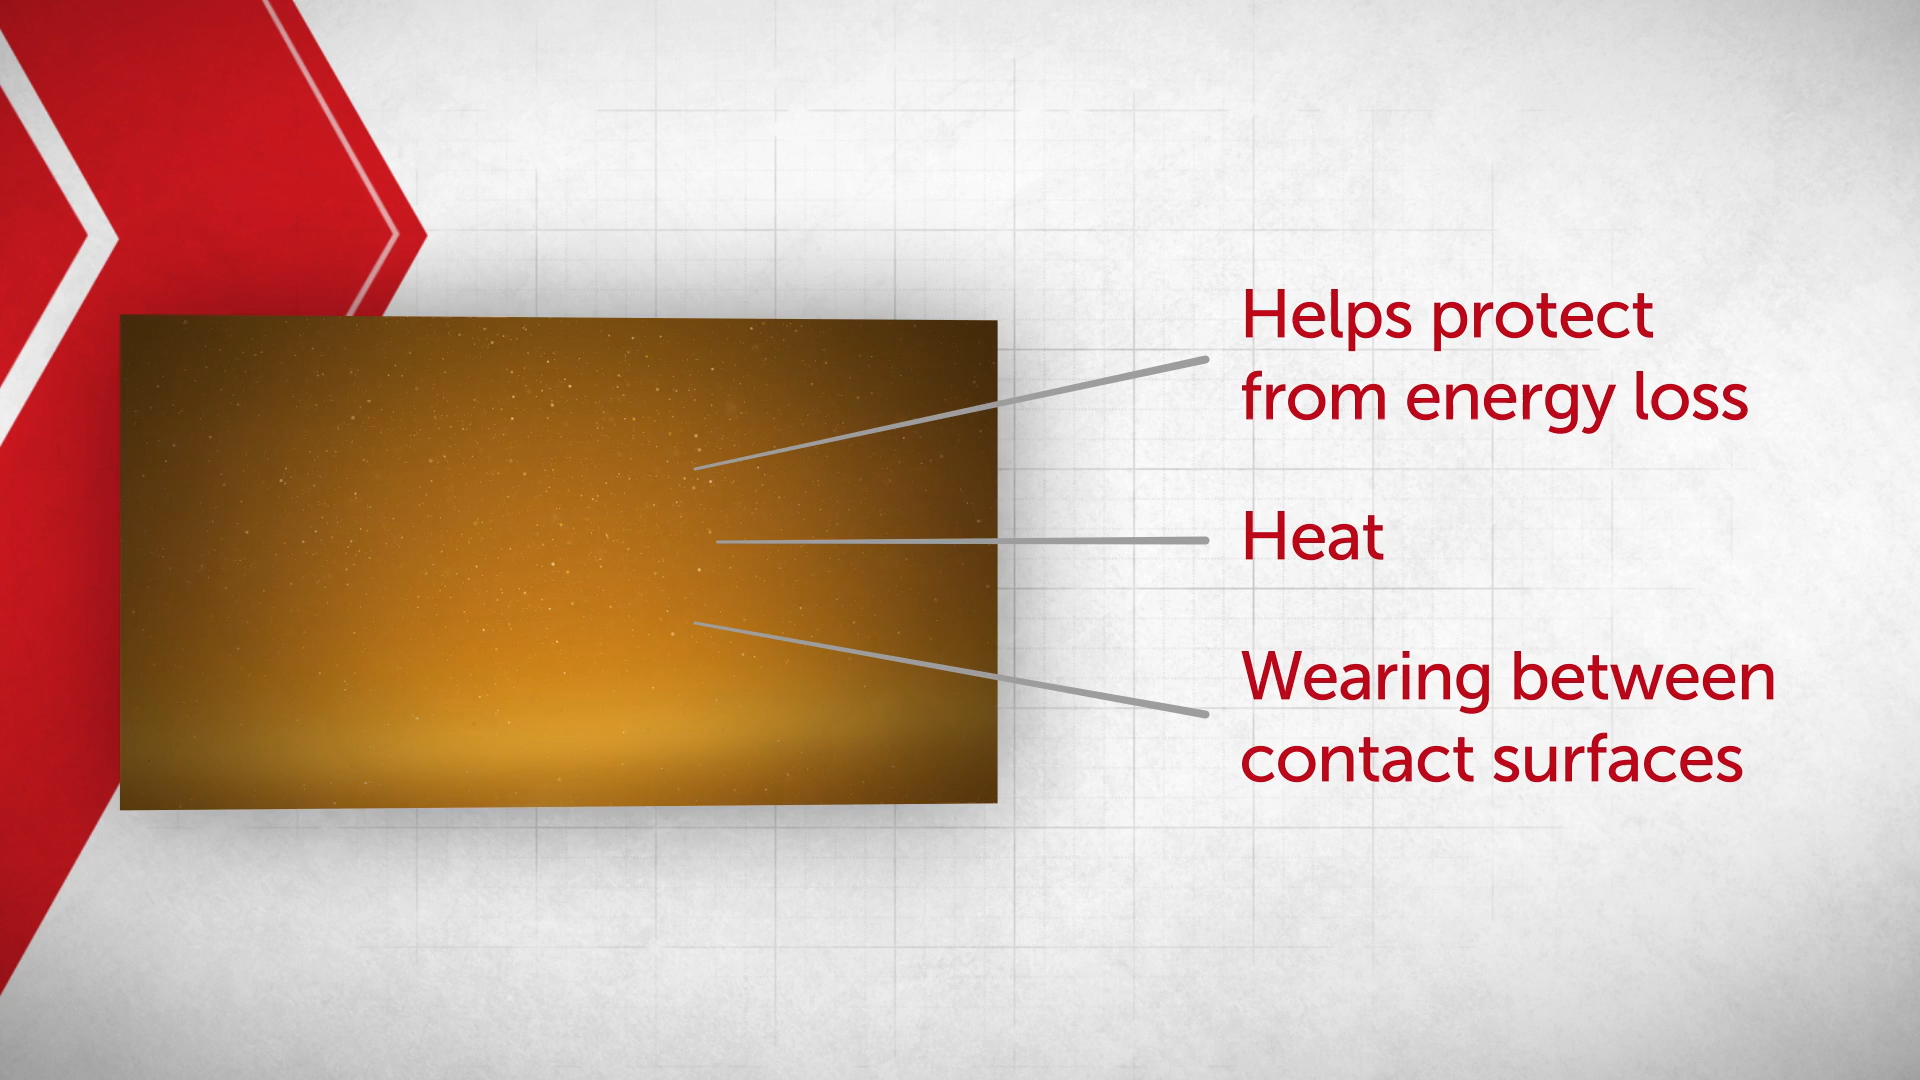 Helps protect
from energy loss
Heat
Wearing between
contact surfaces